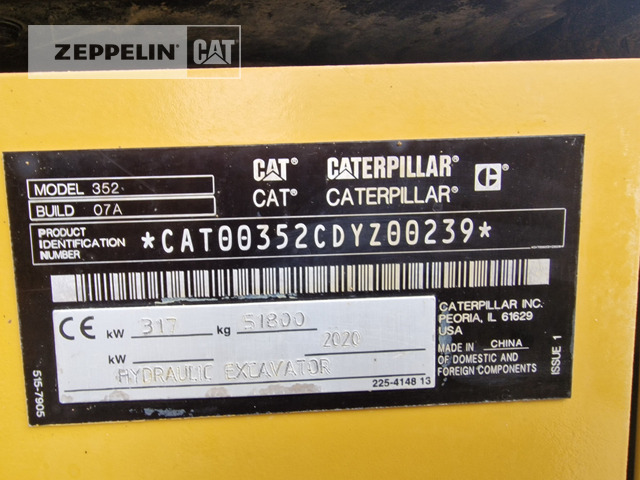 ZEPPELIN CAT
CAT® CATERPILLAR® C
CAT® CATERPILLAR®
MODEL 352
BUILD 07A
PRODUCT IDENTIFICATION NUMBER
*CAT00352CDYZ00239*
CE kW 317 kg 51800
kW 2020
HYDRAULIC EXCAVATOR
225-4148 13
CATERPILLAR INC.
PEORIA, IL 61629
USA
MADE IN CHINA
OF DOMESTIC AND
FOREIGN COMPONENTS
ISSUE 1
515-7905